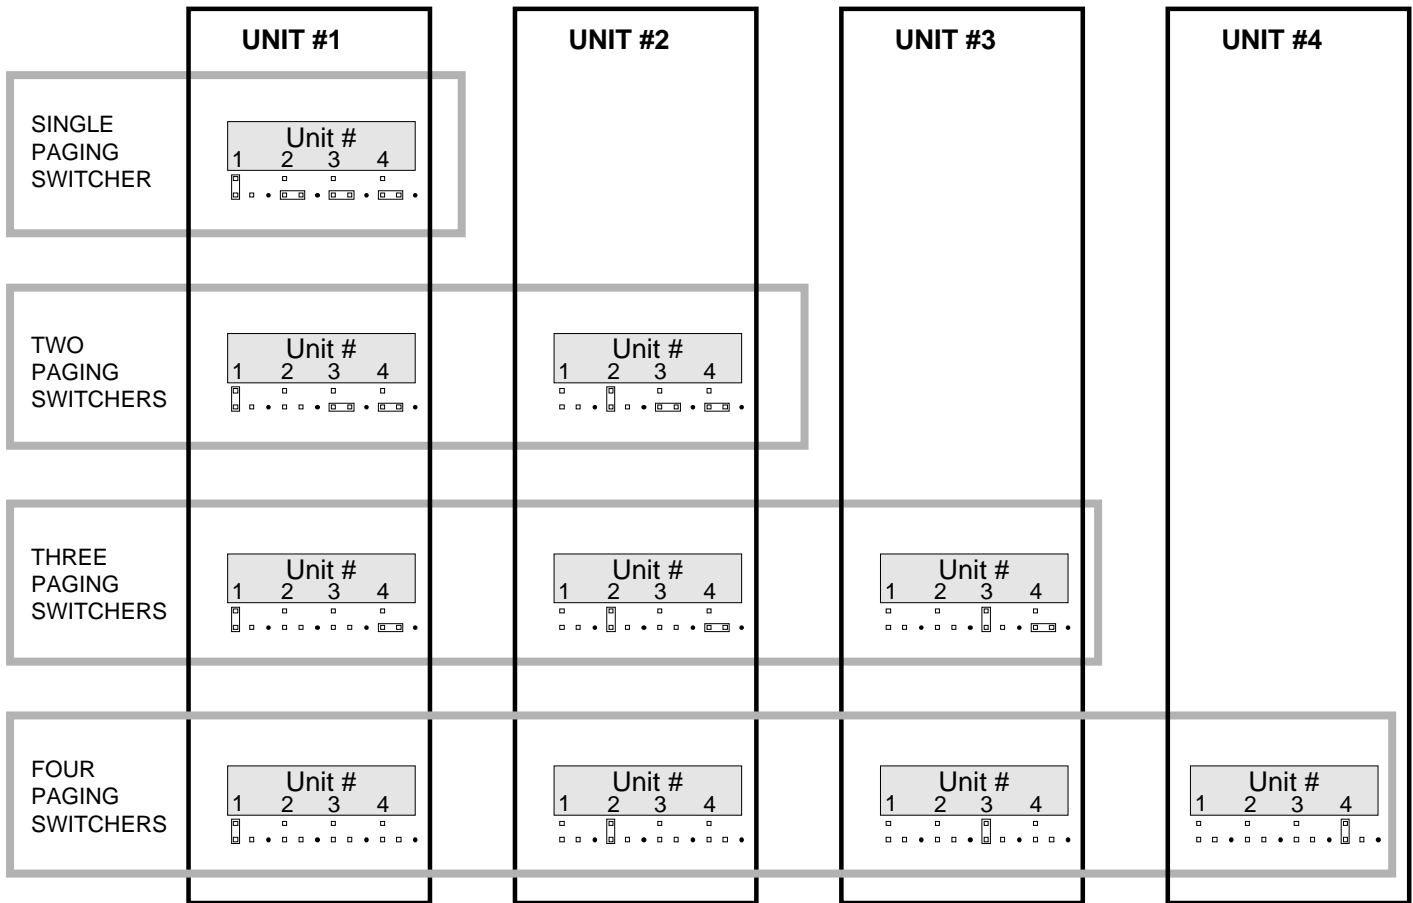 UNIT #1 UNIT #2 UNIT #3 UNIT #4
SINGLE
PAGING
SWITCHER
Unit #
1 2 3 4
TWO
PAGING
SWITCHERS
Unit #
1 2 3 4
Unit #
1 2 3 4
THREE
PAGING
SWITCHERS
Unit #
1 2 3 4
Unit #
1 2 3 4
Unit #
1 2 3 4
FOUR
PAGING
SWITCHERS
Unit #
1 2 3 4
Unit #
1 2 3 4
Unit #
1 2 3 4
Unit #
1 2 3 4